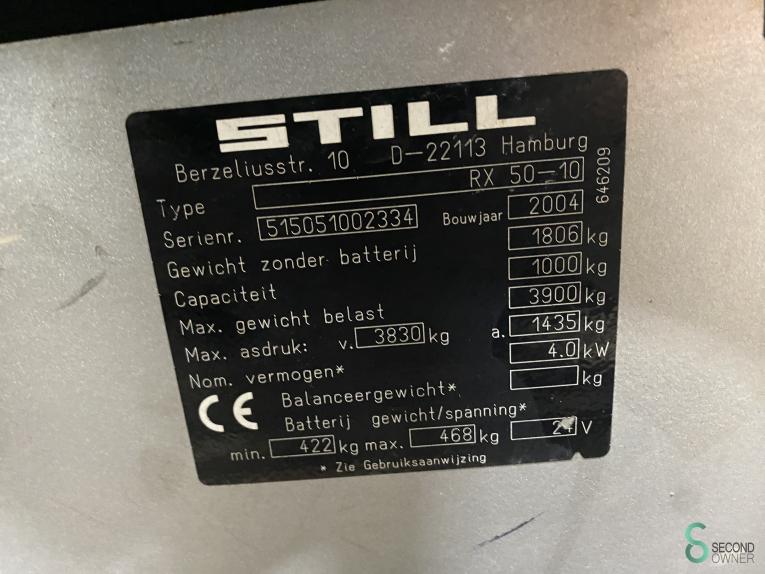 STILL
Berzeliusstr. 10 D-22113 Hamburg
Type RX 50-10
646209
Serienr. 515051002334 Bouwjaar 2004
Gewicht zonder batterij 1806 kg
Capaciteit 1000 kg
Max. gewicht belast 3900 kg
Max. asdruk: v. 3830 kg a. 1435 kg
Nom. vermogen* 4.0 kW
Balanceergewicht* kg
CE
Batterij gewicht/spanning*
min. 422 kg max. 468 kg 24 V
* Zie Gebruiksaanwijzing
SECOND
OWNER